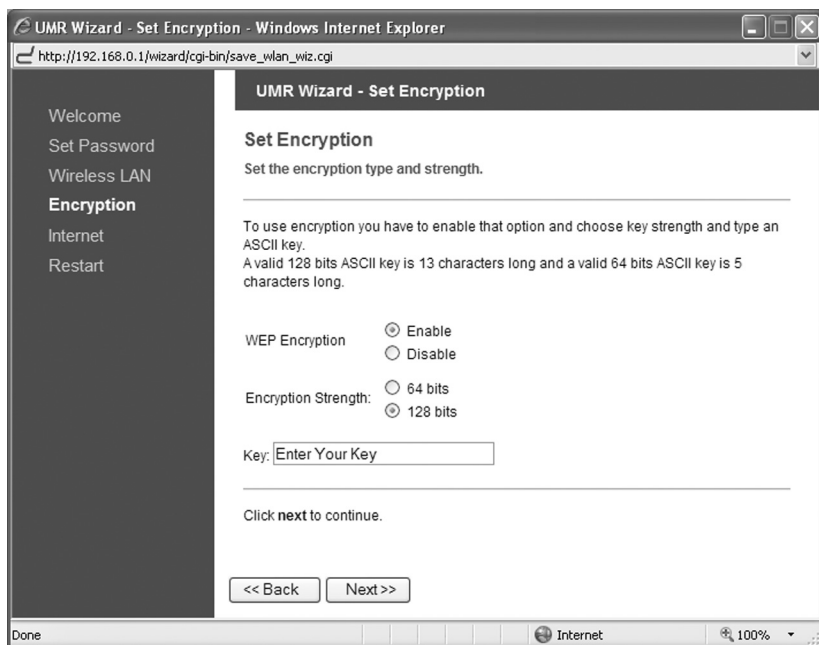 UMR Wizard - Set Encryption - Windows Internet Explorer
http://192.168.0.1/wizard/cgi-bin/save_wlan_wiz.cgi
UMR Wizard - Set Encryption
Welcome
Set Password
Wireless LAN
Encryption
Internet
Restart
Set Encryption
Set the encryption type and strength.
To use encryption you have to enable that option and choose key strength and type an
ASCII key.
A valid 128 bits ASCII key is 13 characters long and a valid 64 bits ASCII key is 5
characters long.
WEP Encryption
Enable
Disable
Encryption Strength:
64 bits
128 bits
Key: Enter Your Key
Click next to continue.
<< Back Next >>
Done Internet 100%